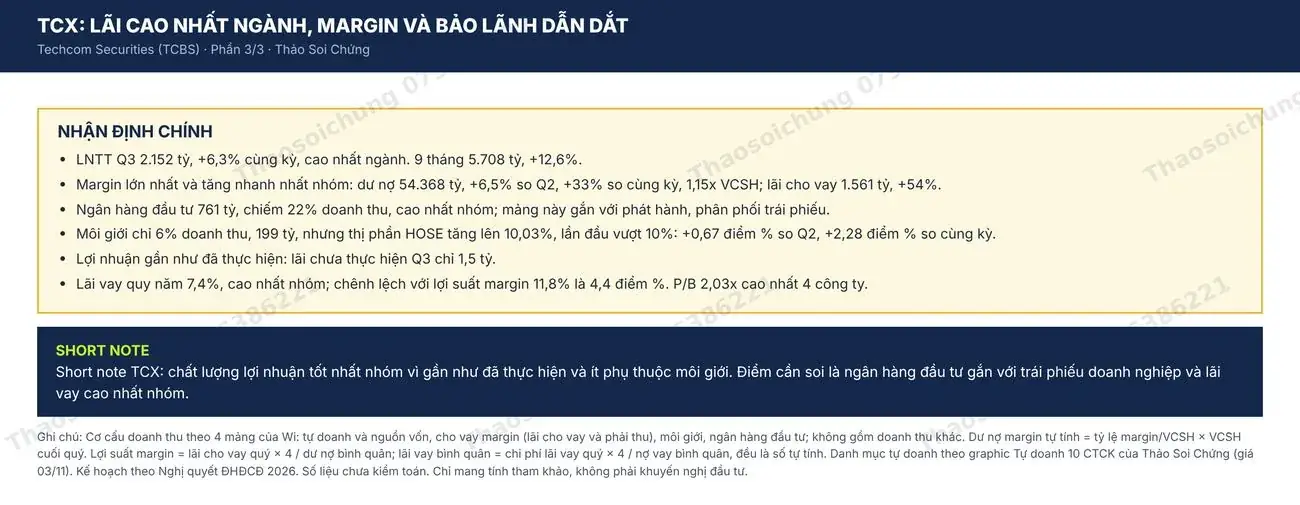 TCX: LÃI CAO NHẤT NGÀNH, MARGIN VÀ BẢO LÃNH DẪN DẮT
Techcom Securities (TCBS) · Phần 3/3 · Thảo Soi Chứng
NHẬN ĐỊNH CHÍNH
• LNTT Q3 2.152 tỷ, +6,3% cùng kỳ, cao nhất ngành. 9 tháng 5.708 tỷ, +12,6%.
• Margin lớn nhất và tăng nhanh nhất nhóm: dư nợ 54.368 tỷ, +6,5% so Q2, +33% so cùng kỳ, 1,15x VCSH; lãi cho vay 1.561 tỷ, +54%.
• Ngân hàng đầu tư 761 tỷ, chiếm 22% doanh thu, cao nhất nhóm; mảng này gắn với phát hành, phân phối trái phiếu.
• Môi giới chỉ 6% doanh thu, 199 tỷ, nhưng thị phần HOSE tăng lên 10,03%, lần đầu vượt 10%: +0,67 điểm % so Q2, +2,28 điểm % so cùng kỳ.
• Lợi nhuận gần như đã thực hiện: lãi chưa thực hiện Q3 chỉ 1,5 tỷ.
• Lãi vay quy năm 7,4%, cao nhất nhóm; chênh lệch với lợi suất margin 11,8% là 4,4 điểm %. P/B 2,03x cao nhất 4 công ty.
SHORT NOTE
Short note TCX: chất lượng lợi nhuận tốt nhất nhóm vì gần như đã thực hiện và ít phụ thuộc môi giới. Điểm cần soi là ngân hàng đầu tư gắn với trái phiếu doanh nghiệp và lãi
vay cao nhất nhóm.
Ghi chú: Cơ cấu doanh thu theo 4 mảng của Wi: tự doanh và nguồn vốn, cho vay margin (lãi cho vay và phải thu), môi giới, ngân hàng đầu tư; không gồm doanh thu khác. Dư nợ margin tự tính = tỷ lệ margin/VCSH × VCSH
cuối quý. Lợi suất margin = lãi cho vay quý × 4 / dư nợ bình quân; lãi vay bình quân = chi phí lãi vay quý × 4 / nợ vay bình quân, đều là số tự tính. Danh mục tự doanh theo graphic Tự doanh 10 CTCK của Thảo Soi Chứng (giá
03/11). Kế hoạch theo Nghị quyết ĐHĐCĐ 2026. Số liệu chưa kiểm toán. Chỉ mang tính tham khảo, không phải khuyến nghị đầu tư.